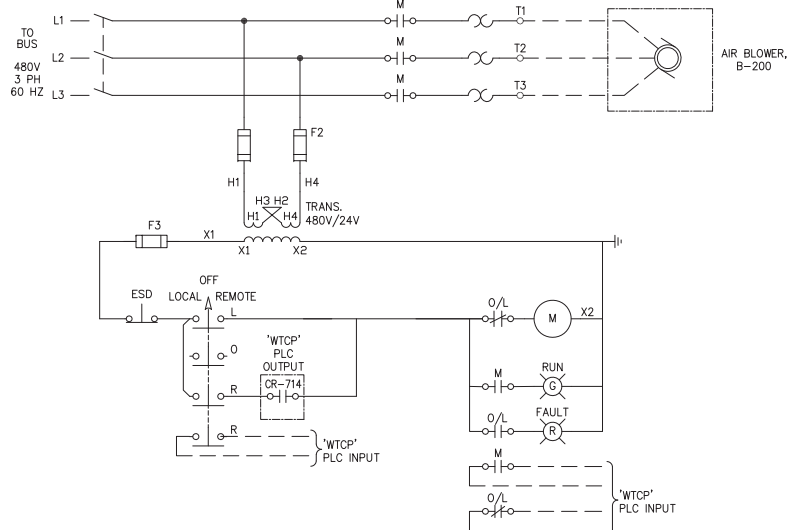 M
L1
T1
TO
BUS
M
L2
T2
480V
3 PH
60 HZ
AIR BLOWER,
B-200
M
L3
T3
F2
H1
H4
H3 H2
TRANS.
480V/24V
H1
H4
F3
X1
X1
X2
OFF
ESD
LOCAL
REMOTE
L
O/L
M
X2
O
'WTCP'
PLC
OUTPUT
CR-714
R
M
RUN
G
O/L
FAULT
R
R
'WTCP'
PLC INPUT
M
O/L
'WTCP'
PLC INPUT